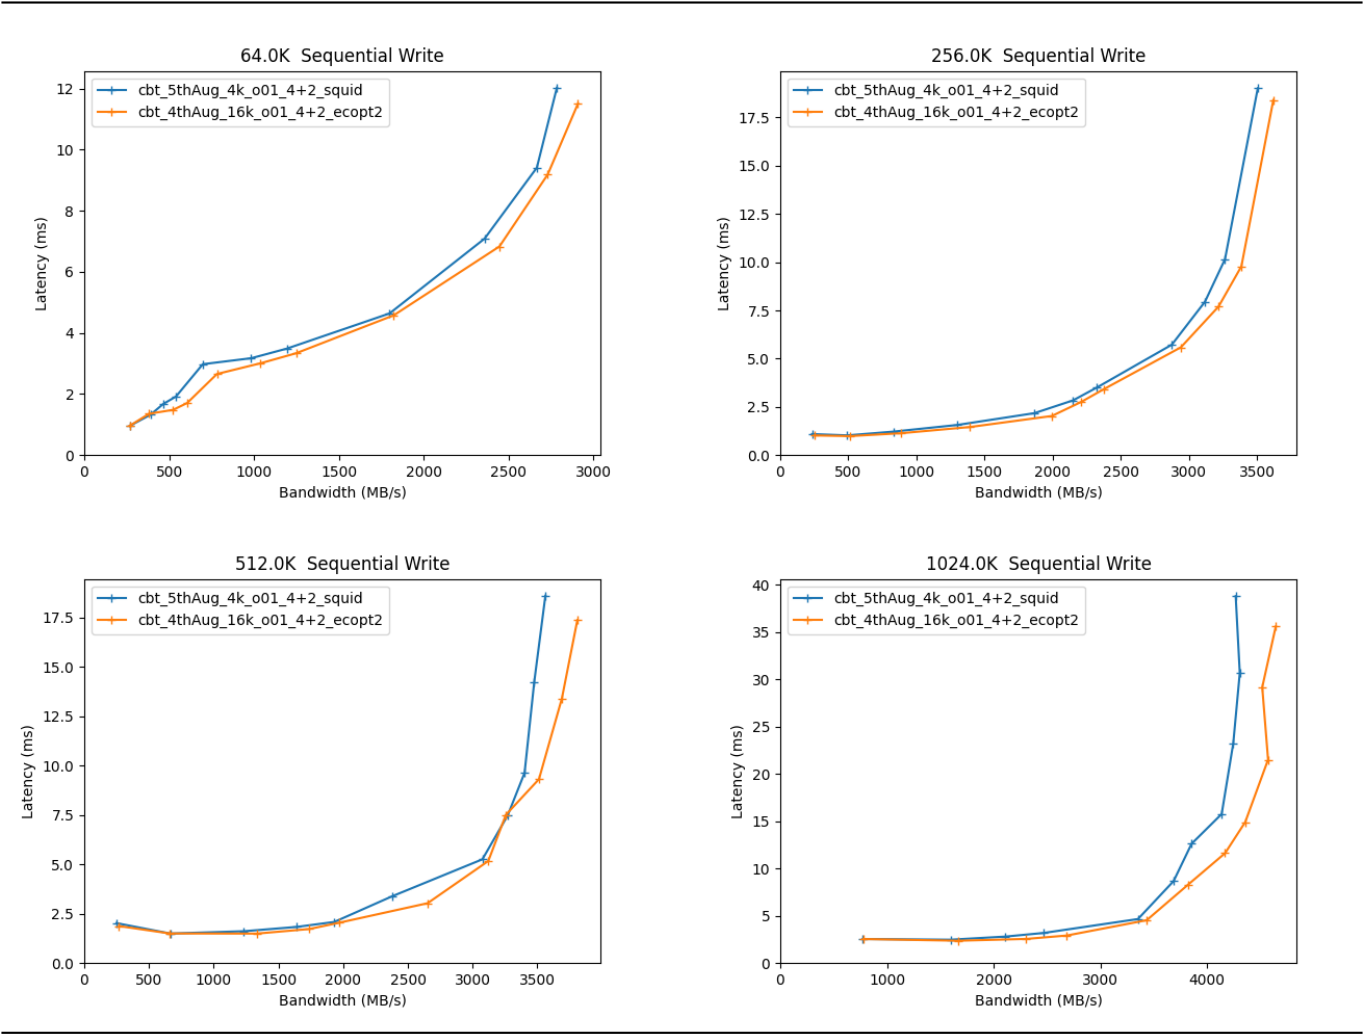 64.0K  Sequential Write
cbt_5thAug_4k_o01_4+2_squid
cbt_4thAug_16k_o01_4+2_ecopt2
12
10
8
6
4
2
0
Latency (ms)
0 500 1000 1500 2000 2500 3000
Bandwidth (MB/s)
256.0K  Sequential Write
cbt_5thAug_4k_o01_4+2_squid
cbt_4thAug_16k_o01_4+2_ecopt2
17.5
15.0
12.5
10.0
7.5
5.0
2.5
0.0
Latency (ms)
0 500 1000 1500 2000 2500 3000 3500
Bandwidth (MB/s)
512.0K  Sequential Write
cbt_5thAug_4k_o01_4+2_squid
cbt_4thAug_16k_o01_4+2_ecopt2
17.5
15.0
12.5
10.0
7.5
5.0
2.5
0.0
Latency (ms)
0 500 1000 1500 2000 2500 3000 3500
Bandwidth (MB/s)
1024.0K  Sequential Write
cbt_5thAug_4k_o01_4+2_squid
cbt_4thAug_16k_o01_4+2_ecopt2
40
35
30
25
20
15
10
5
0
Latency (ms)
0 1000 2000 3000 4000
Bandwidth (MB/s)